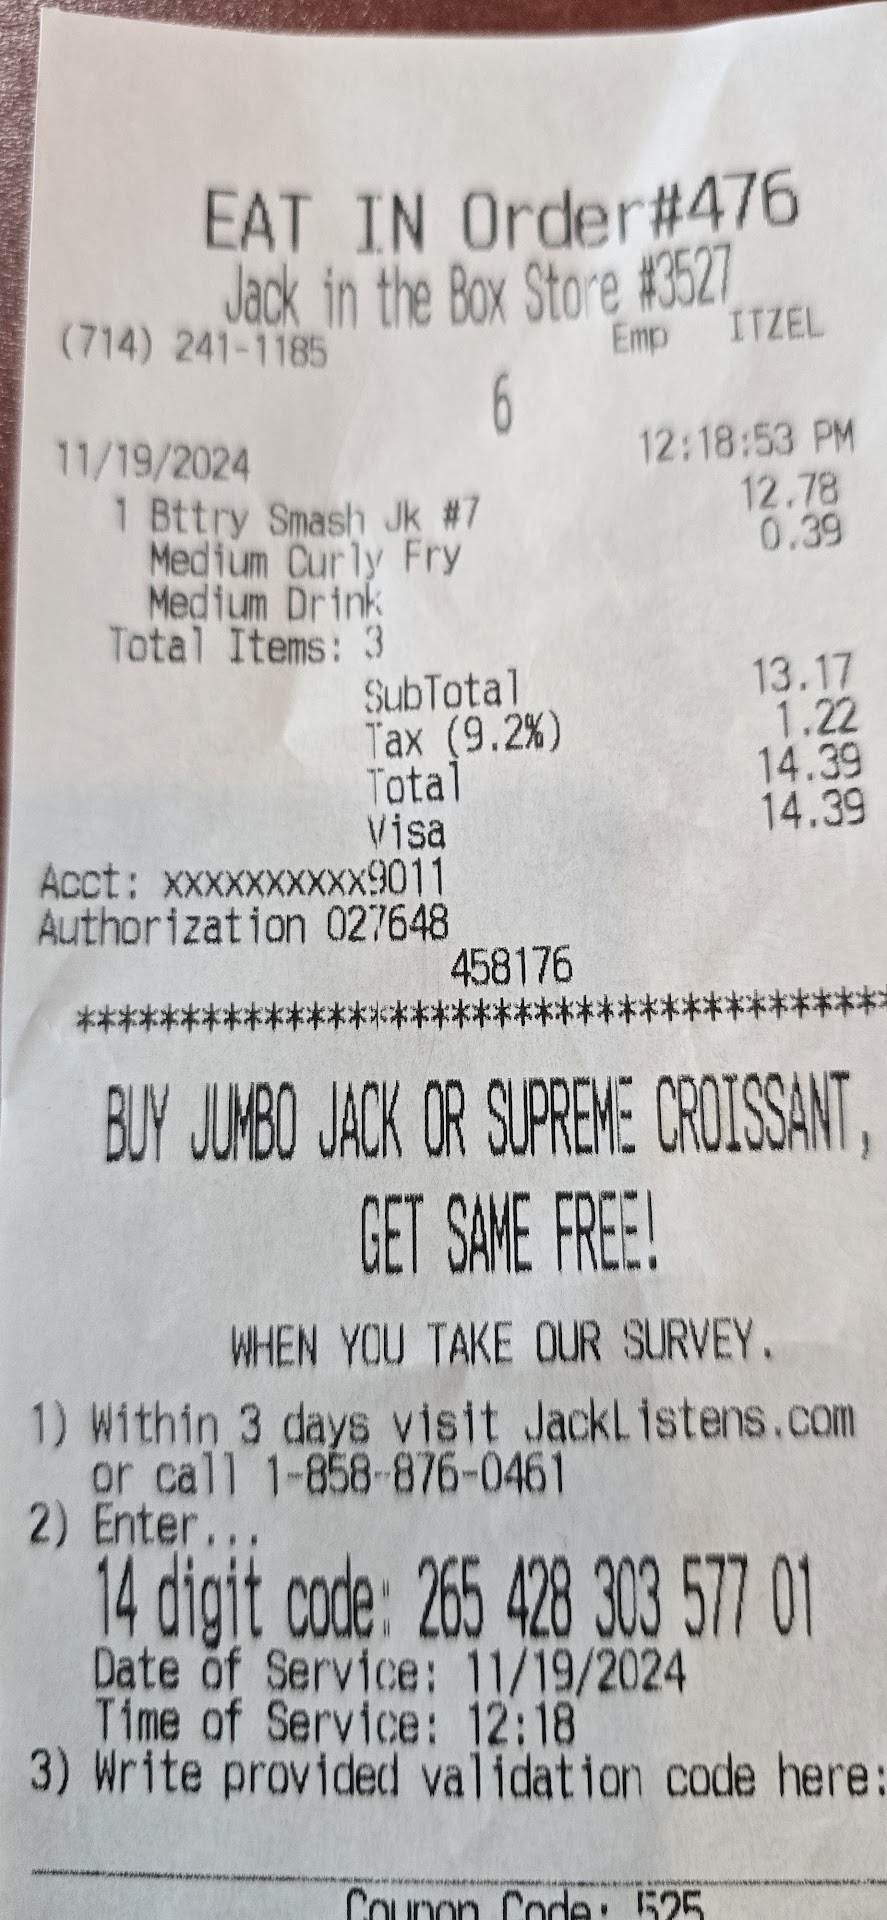 EAT IN Order#476
Jack in the Box Store #3527
(714) 241-1185 Emp ITZEL
6
11/19/2024 12:18:53 PM
1 Bttry Smash Jk #7 12.78
Medium Curly Fry 0.39
Medium Drink
Total Items: 3
SubTotal 13.17
Tax (9.2%) 1.22
Total 14.39
Visa 14.39
Acct: xxxxxxxxxx9011
Authorization 027648
458176
****************************************
BUY JUMBO JACK OR SUPREME CROISSANT,
GET SAME FREE!
WHEN YOU TAKE OUR SURVEY.
1) Within 3 days visit JackListens.com
or call 1-858-876-0461
2) Enter...
14 digit code: 265 428 303 577 01
Date of Service: 11/19/2024
Time of Service: 12:18
3) Write provided validation code here:
Coupon Code: 525